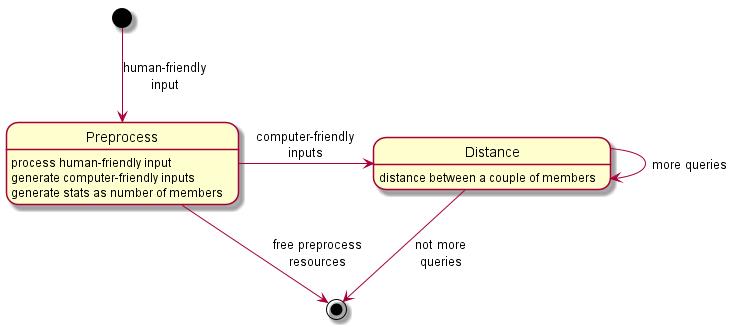 human-friendly
input
Preprocess
process human-friendly input
generate computer-friendly inputs
generate stats as number of members
computer-friendly
inputs
Distance
distance between a couple of members
more queries
free preprocess
resources
not more
queries